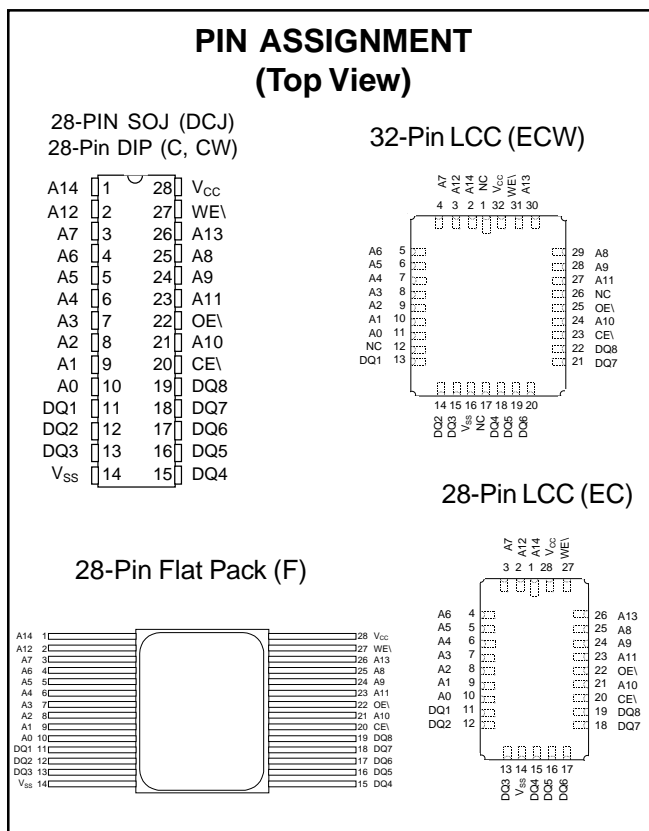 PIN ASSIGNMENT
(Top View)
28-PIN SOJ (DCJ)
28-Pin DIP (C, CW)
A14 1 28 VCC
A12 2 27 WE\
A7 3 26 A13
A6 4 25 A8
A5 5 24 A9
A4 6 23 A11
A3 7 22 OE\
A2 8 21 A10
A1 9 20 CE\
A0 10 19 DQ8
DQ1 11 18 DQ7
DQ2 12 17 DQ6
DQ3 13 16 DQ5
VSS 14 15 DQ4
32-Pin LCC (ECW)
A7 A12 A14 NC VCC WE\ A13
4 3 2 1 32 31 30
A6 5 29 A8
A5 6 28 A9
A4 7 27 A11
A3 8 26 NC
A2 9 25 OE\
A1 10 24 A10
A0 11 23 CE\
NC 12 22 DQ8
DQ1 13 21 DQ7
14 15 16 17 18 19 20
DQ2 DQ3 VSS NC DQ4 DQ5 DQ6
28-Pin Flat Pack (F)
A14 1 28 VCC
A12 2 27 WE\
A7 3 26 A13
A6 4 25 A8
A5 5 24 A9
A4 6 23 A11
A3 7 22 OE\
A2 8 21 A10
A1 9 20 CE\
A0 10 19 DQ8
DQ1 11 18 DQ7
DQ2 12 17 DQ6
DQ3 13 16 DQ5
VSS 14 15 DQ4
28-Pin LCC (EC)
A7 A12 A14 VCC WE\
3 2 1 28 27
A6 4 26 A13
A5 5 25 A8
A4 6 24 A9
A3 7 23 A11
A2 8 22 OE\
A1 9 21 A10
A0 10 20 CE\
DQ1 11 19 DQ8
DQ2 12 18 DQ7
13 14 15 16 17
DQ3 VSS DQ4 DQ5 DQ6